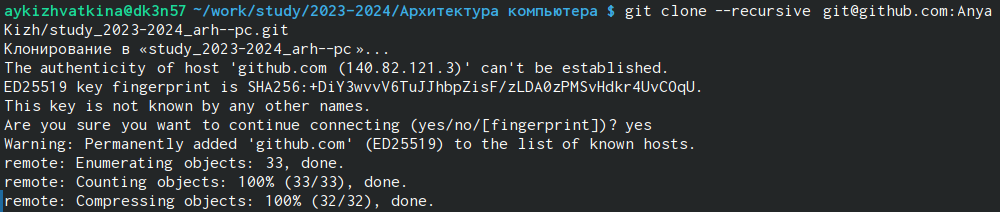 aykizhvatkina@dk3n57 ~/work/study/2023-2024/Архитектура компьютера $ git clone --recursive git@github.com:Anya
Kizh/study_2023-2024_arh--pc.git
Клонирование в «study_2023-2024_arh--pc»...
The authenticity of host 'github.com (140.82.121.3)' can't be established.
ED25519 key fingerprint is SHA256:+DiY3wvvV6TuJJhbpZisF/zLDA0zPMSvHdkr4UvCOqU.
This key is not known by any other names.
Are you sure you want to continue connecting (yes/no/[fingerprint])? yes
Warning: Permanently added 'github.com' (ED25519) to the list of known hosts.
remote: Enumerating objects: 33, done.
remote: Counting objects: 100% (33/33), done.
remote: Compressing objects: 100% (32/32), done.